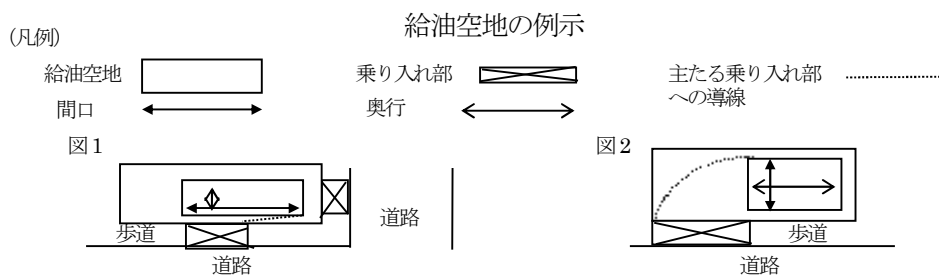 給油空地の例示
(凡例)
給油空地
乗り入れ部
主たる乗り入れ部
への導線
間口
奥行
図1
図2
道路
歩道
歩道
道路
道路